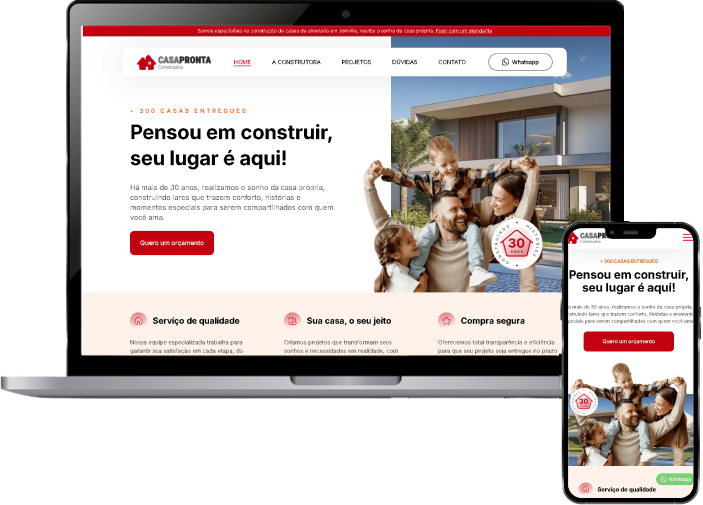 Somos especialista na construção de casas de alvenaria em Joinville, realize o sonho da casa própria. Falar com um atendente
CASAPRONTA
Construtiva
HOME
A CONSTRUTORA
PROJETOS
DÚVIDAS
CONTATO
Whatsapp
+ 300 CASAS ENTREGUES
Pensou em construir,
seu lugar é aqui!
Há mais de 30 anos, realizamos o sonho da casa própria,
construindo lares que trazem conforto, histórias e
momentos especiais para serem compartilhados com quem
você ama.
Quero um orçamento
CONSTRUINDO HISTÓRIAS
30
ANOS
Serviço de qualidade
Nossa equipe especializada trabalha para
garantir sua satisfação em cada etapa, do
Sua casa, o seu jeito
Criamos projetos que transformam seus
sonhos e necessidades em realidade, com
Compra segura
Oferecemos total transparência e eficiência
para que seu projeto seja entregue no prazo
CASAPRO
Construtiva
+ 300 CASAS ENTREGUES
Pensou em construir,
seu lugar é aqui!
á mais de 30 anos, realizamos o sonho da casa própria,
struindo lares que trazem conforto, histórias e momentos
peciais para serem compartilhados com quem você ama.
Quero um orçamento
30
Whatsapp
Serviço de qualidade